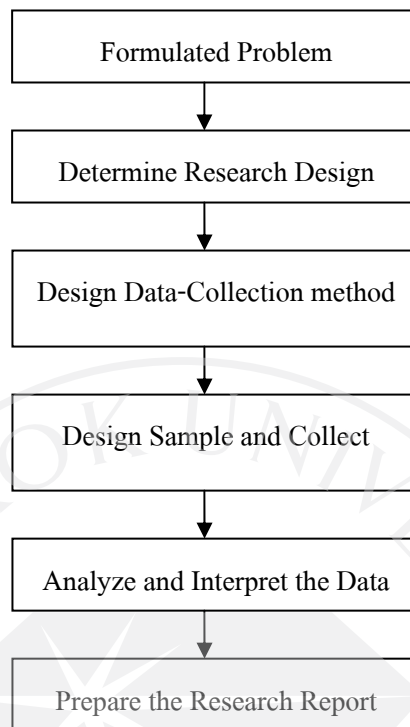 Formulated Problem
Determine Research Design
Design Data-Collection method
Design Sample and Collect
Analyze and Interpret the Data
Prepare the Research Report